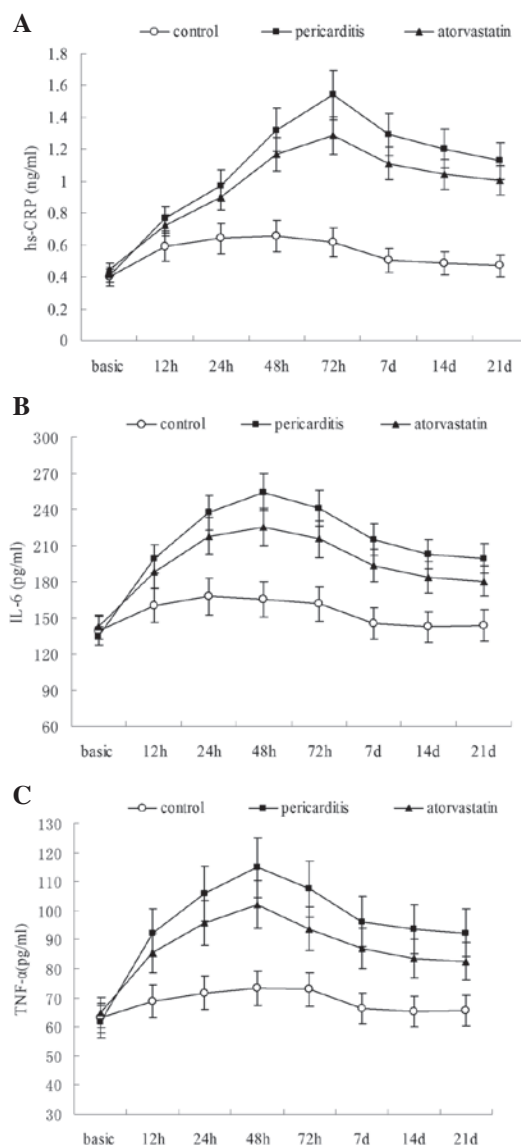 A
control pericarditis atorvastatin
1.8
1.6
1.4
1.2
1
0.8
0.6
0.4
0.2
0
hs-CRP (ng/ml)
basic 12h 24h 48h 72h 7d 14d 21d
B
control pericarditis atorvastatin
300
270
240
210
180
150
120
90
60
IL-6 (pg/ml)
basic 12h 24h 48h 72h 7d 14d 21d
C
control pericarditis atorvastatin
130
120
110
100
90
80
70
60
50
40
30
TNF-α(pg/ml)
basic 12h 24h 48h 72h 7d 14d 21d